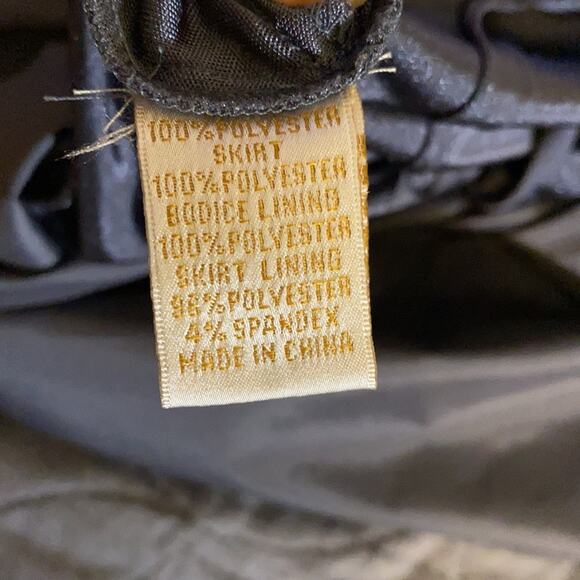 100%POLYESTER
SKIRT
100%POLYESTER
BODICE LINING
100%POLYESTER
SKIRT LINING
96%POLYESTER
4%SPANDEX
MADE IN CHINA